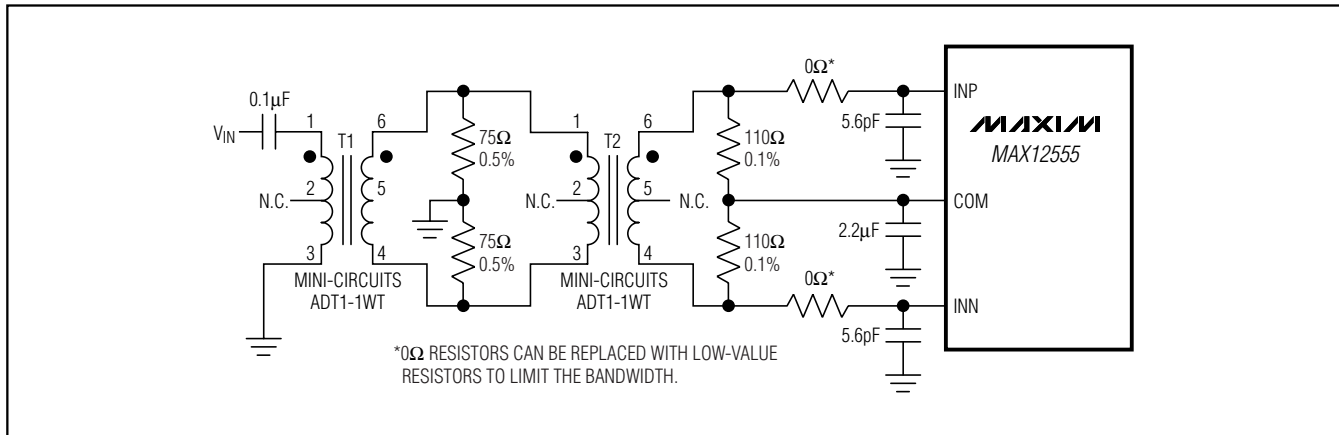 0.1μF
VIN
1
T1
6
2
N.C.
5
3
4
MINI-CIRCUITS
ADT1-1WT
75Ω
0.5%
75Ω
0.5%
1
T2
6
N.C.
2
5
N.C.
3
4
MINI-CIRCUITS
ADT1-1WT
110Ω
0.1%
110Ω
0.1%
0Ω*
5.6pF
2.2μF
0Ω*
5.6pF
INP
MAXIM
MAX12555
COM
INN
*0Ω RESISTORS CAN BE REPLACED WITH LOW-VALUE
RESISTORS TO LIMIT THE BANDWIDTH.